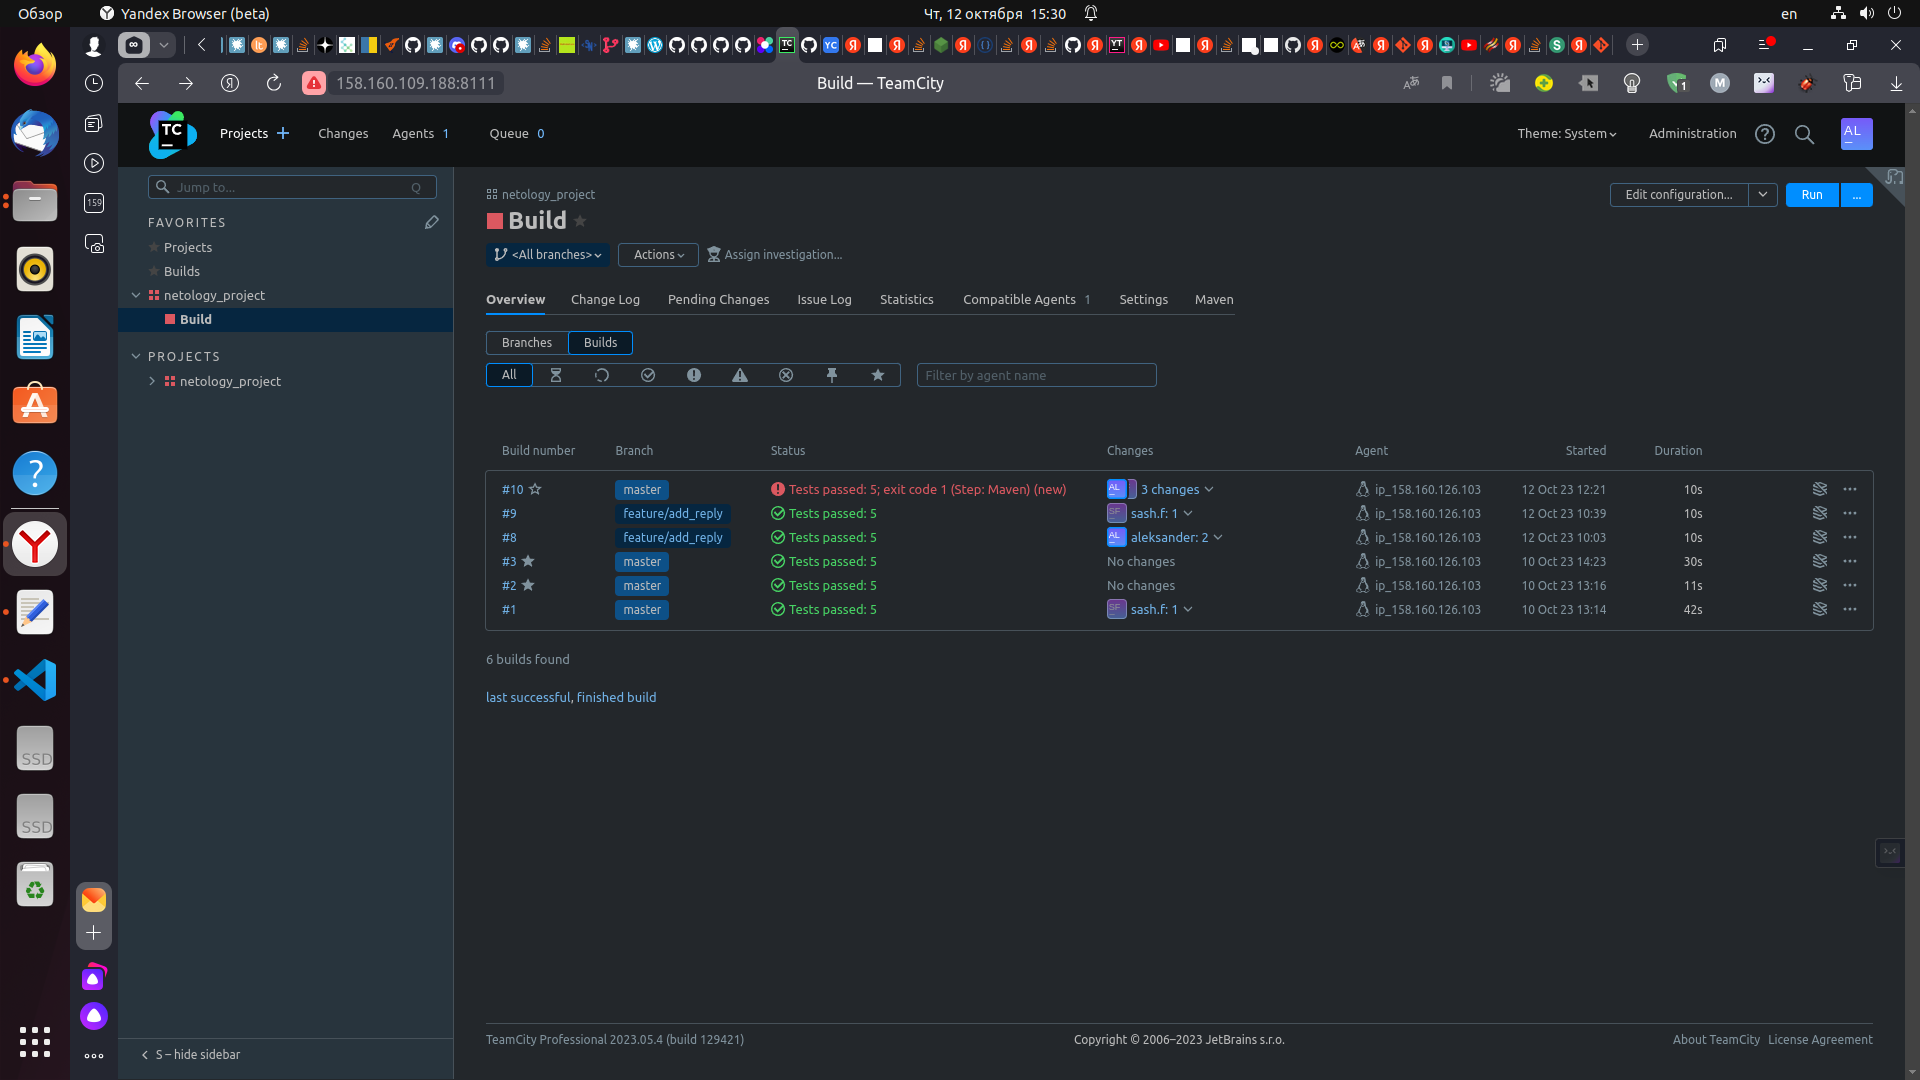 Обзор
Yandex Browser (beta)
Чт, 12 октября 15:30
en
158.160.109.188:8111
Build — TeamCity
1
M
159
TC
Projects
Changes
Agents 1
Queue 0
Theme: System
Administration
AL
Jump to...
Q
FAVORITES
Projects
Builds
netology_project
Build
PROJECTS
netology_project
S – hide sidebar
netology_project
Build
Edit configuration...
Run
...
<All branches>
Actions
Assign investigation...
Overview
Change Log
Pending Changes
Issue Log
Statistics
Compatible Agents 1
Settings
Maven
Branches
Builds
All
Filter by agent name
Build number Branch Status Changes Agent Started Duration
#10 master Tests passed: 5; exit code 1 (Step: Maven) (new) AL 3 changes ip_158.160.126.103 12 Oct 23 12:21 10s
#9 feature/add_reply Tests passed: 5 SF sash.f: 1 ip_158.160.126.103 12 Oct 23 10:39 10s
#8 feature/add_reply Tests passed: 5 AL aleksander: 2 ip_158.160.126.103 12 Oct 23 10:03 10s
#3 master Tests passed: 5 No changes ip_158.160.126.103 10 Oct 23 14:23 30s
#2 master Tests passed: 5 No changes ip_158.160.126.103 10 Oct 23 13:16 11s
#1 master Tests passed: 5 SF sash.f: 1 ip_158.160.126.103 10 Oct 23 13:14 42s
6 builds found
last successful, finished build
TeamCity Professional 2023.05.4 (build 129421)
Copyright © 2006–2023 JetBrains s.r.o.
About TeamCity
License Agreement
SSD
SSD